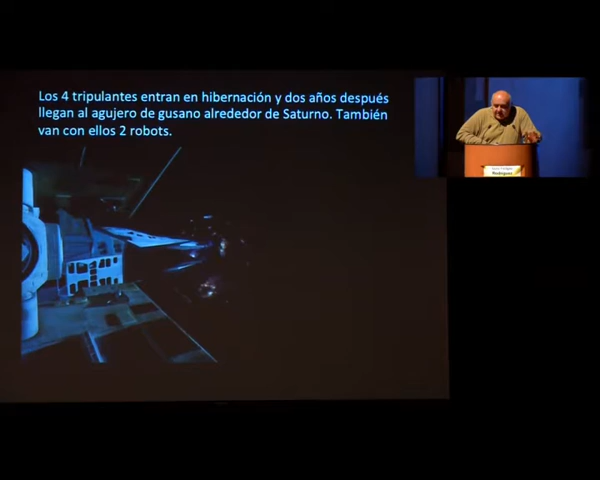 Los 4 tripulantes entran en hibernación y dos años después
llegan al agujero de gusano alrededor de Saturno. También
van con ellos 2 robots.
Rodríguez